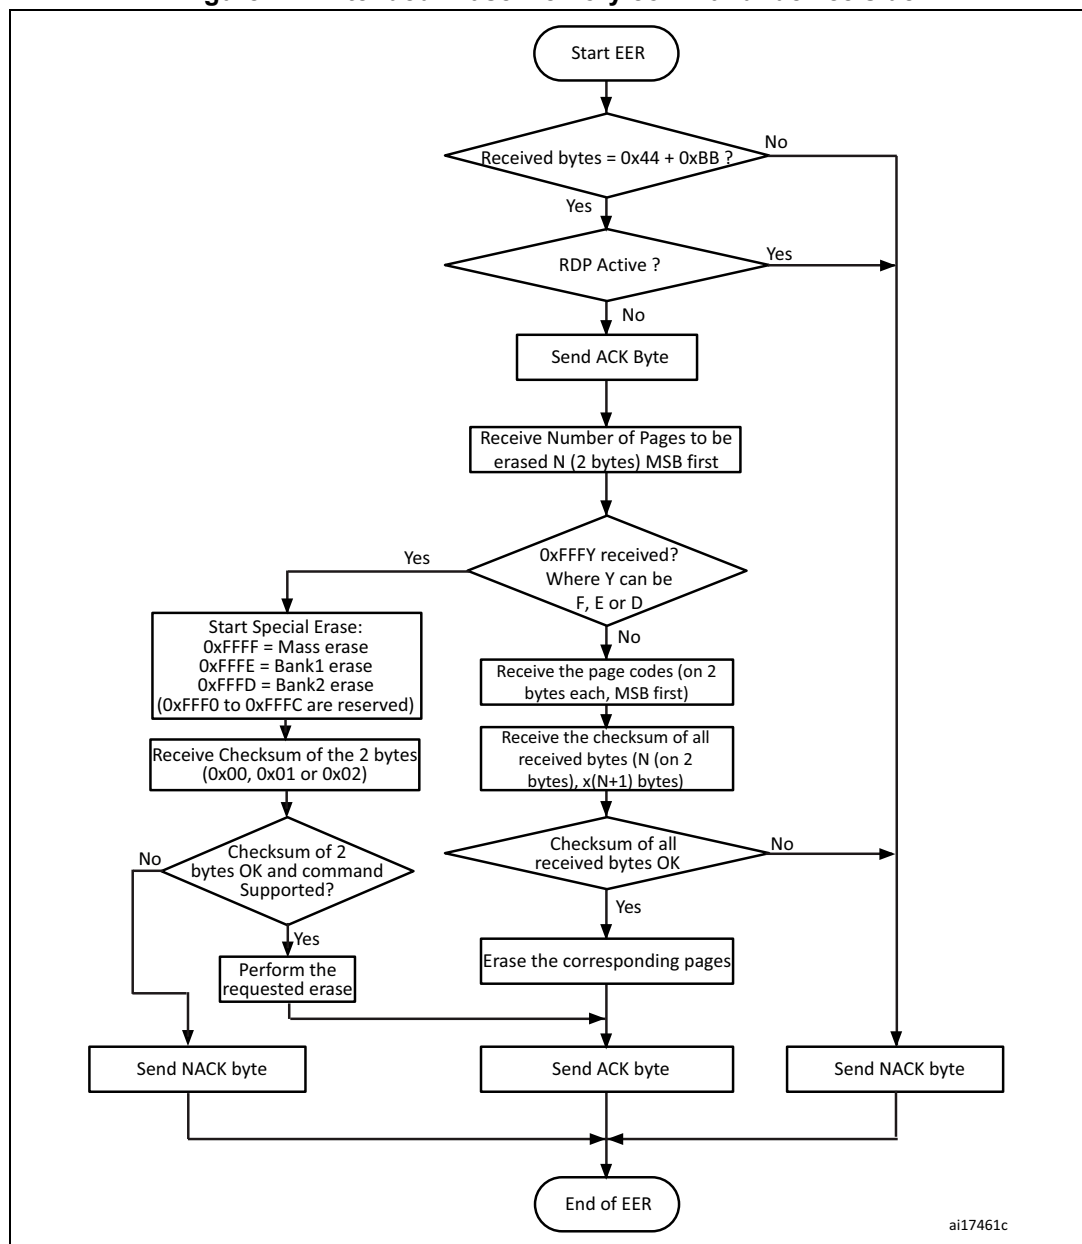 Start EER
Received bytes = 0x44 + 0xBB ?
No
Yes
RDP Active ?
Yes
No
Send ACK Byte
Receive Number of Pages to be
erased N (2 bytes) MSB first
0xFFFY received?
Where Y can be
F, E or D
Yes
No
Start Special Erase:
0xFFFF = Mass erase
0xFFFE = Bank1 erase
0xFFFD = Bank2 erase
(0xFFF0 to 0xFFFC are reserved)
Receive Checksum of the 2 bytes
(0x00, 0x01 or 0x02)
Checksum of 2
bytes OK and command
Supported?
No
Yes
Perform the
requested erase
Send NACK byte
Receive the page codes (on 2
bytes each, MSB first)
Receive the checksum of all
received bytes (N (on 2
bytes), x(N+1) bytes)
Checksum of all
received bytes OK
No
Yes
Erase the corresponding pages
Send ACK byte
Send NACK byte
End of EER
ai17461c